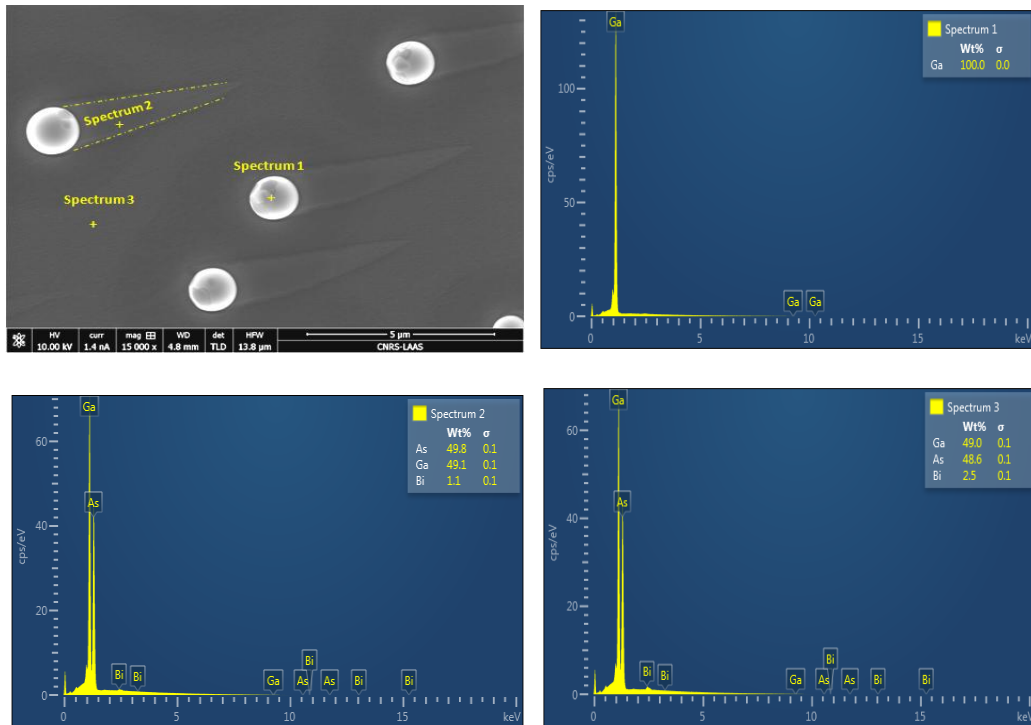 Spectrum 2
Spectrum 1
Spectrum 3
HV curr mag WD det HFW 5 µm
10.00 kV 1.4 nA 15 000 x 4.8 mm TLD 13.8 µm CNRS-LAAS
Ga
Spectrum 1
Wt% σ
Ga 100.0 0.0
cps/eV
100
50
0
Ga Ga
0 5 10 15 keV
Ga
As
Spectrum 2
Wt% σ
As 49.8 0.1
Ga 49.1 0.1
Bi 1.1 0.1
cps/eV
60
40
20
0
Bi Bi Ga As Bi As Bi Bi
0 5 10 15 keV
Ga
As
Spectrum 3
Wt% σ
Ga 49.0 0.1
As 48.6 0.1
Bi 2.5 0.1
cps/eV
60
40
20
0
Bi Bi Ga As Bi As Bi Bi
0 5 10 15 keV